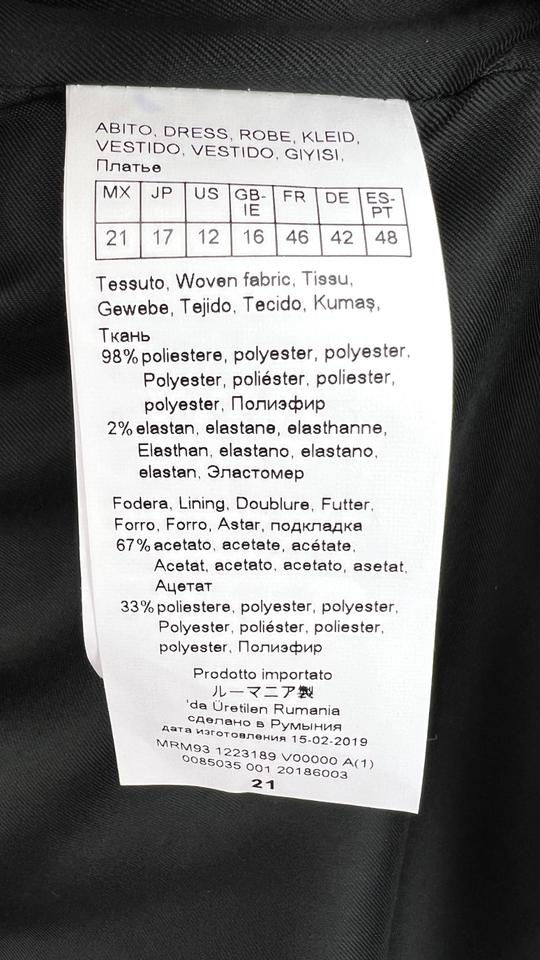 ABITO, DRESS, ROBE, KLEID,
VESTIDO, VESTIDO, GIYISI,
Платье
MX JP US GB-IE FR DE ES-PT
21 17 12 16 46 42 48
Tessuto, Woven fabric, Tissu,
Gewebe, Tejido, Tecido, Kumaş,
Ткань
98% poliestere, polyester, polyester,
Polyester, poliéster, poliester,
polyester, Полиэфир
2% elastan, elastane, elasthanne,
Elasthan, elastano, elastano,
elastan, Эластомер
Fodera, Lining, Doublure, Futter,
Forro, Forro, Astar, подкладка
67% acetato, acetate, acétate,
Acetat, acetato, acetato, asetat,
Ацетат
33% poliestere, polyester, polyester,
Polyester, poliéster, poliester,
polyester, Полиэфир
Prodotto importato
ルーマニア製
'da Üretilen Rumania
сделано в Румыния
дата изготовления 15-02-2019
MRM93 1223189 V00000 A(1)
0085035 001 20186003
21